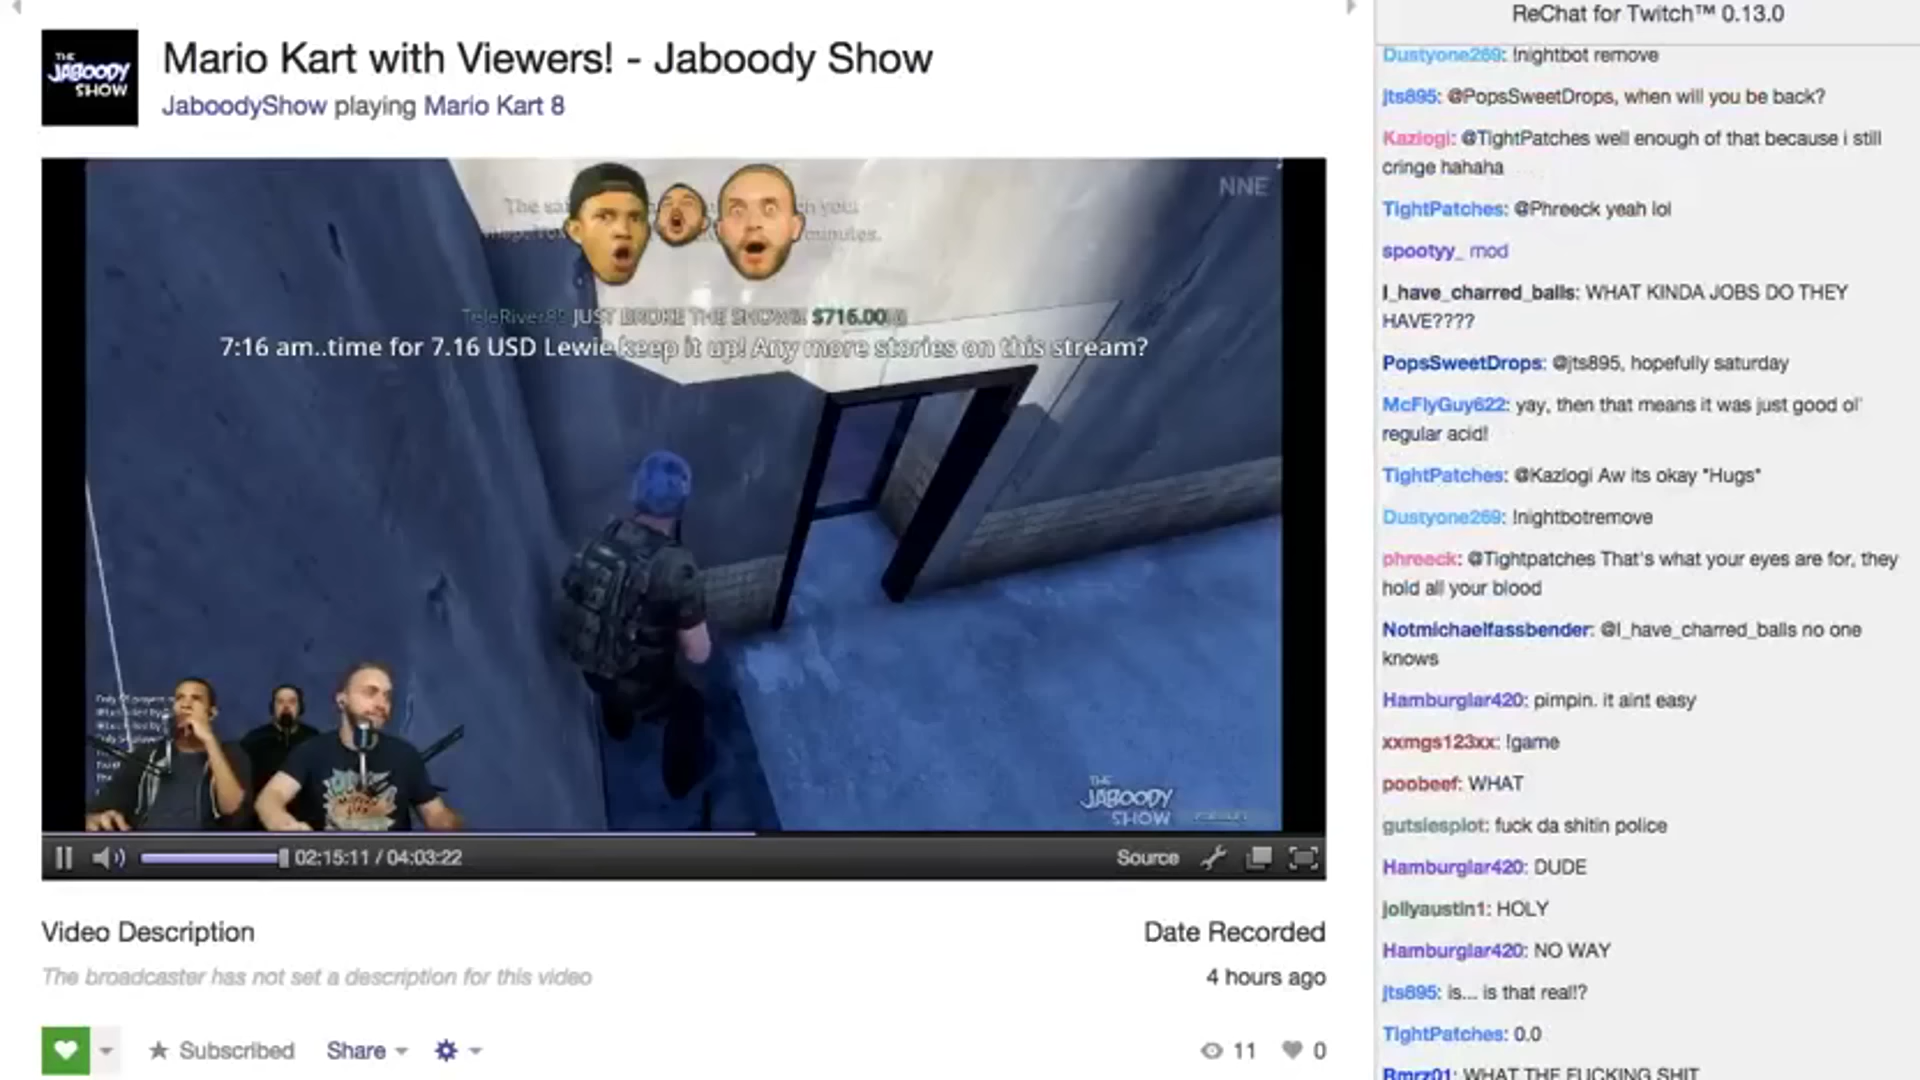 THE
JABOODY
SHOW
Mario Kart with Viewers! - Jaboody Show
JaboodyShow playing Mario Kart 8
NNE
The
minutes.
TeleRiver JUST BROKE THE SHOW!! $716.00
7:16 am..time for 7.16 USD Lewie keep it up! Any more stories on this stream?
THE
JABOODY
SHOW
02:15:11 / 04:03:22
Source
Video Description
Date Recorded
The broadcaster has not set a description for this video
4 hours ago
Subscribed
Share
11
0
ReChat for Twitch™ 0.13.0
Dustyone269: !nightbot remove
jts895: @PopsSweetDrops, when will you be back?
Kazlogi: @TightPatches well enough of that because i still
cringe hahaha
TightPatches: @Phreeck yeah lol
spootyy_ mod
I_have_charred_balls: WHAT KINDA JOBS DO THEY
HAVE????
PopsSweetDrops: @jts895, hopefully saturday
McFlyGuy622: yay, then that means it was just good ol'
regular acid!
TightPatches: @Kazlogi Aw its okay *Hugs*
Dustyone269: !nightbotremove
phreeck: @Tightpatches That's what your eyes are for, they
hold all your blood
Notmichaelfassbender: @I_have_charred_balls no one
knows
Hamburglar420: pimpin. it aint easy
xxmgs123xx: !game
poobeef: WHAT
gutsiesplot: fuck da shitin police
Hamburglar420: DUDE
jollyaustin1: HOLY
Hamburglar420: NO WAY
jts895: is... is that real!?
TightPatches: 0.0
Rmrz01: WHAT THE FUCKING SHIT